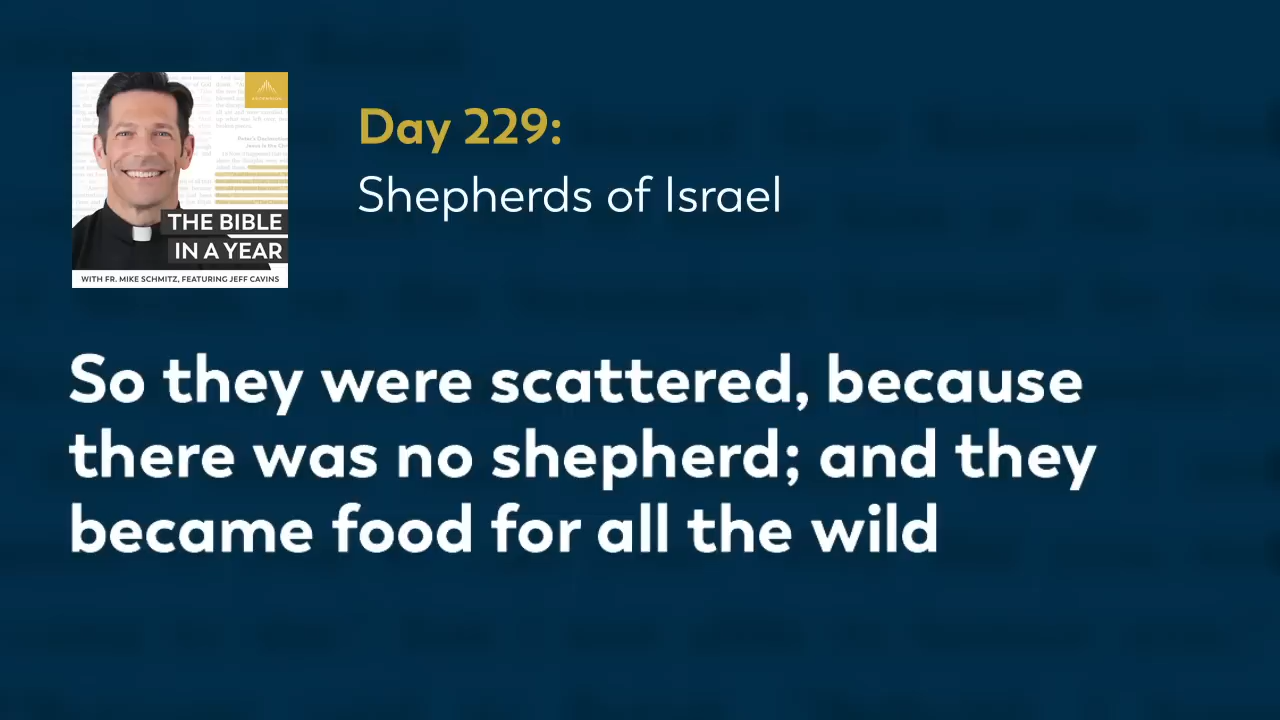 Day 229:
Shepherds of Israel
THE BIBLE
IN A YEAR
WITH FR. MIKE SCHMITZ, FEATURING JEFF CAVINS
So they were scattered, because
there was no shepherd; and they
became food for all the wild